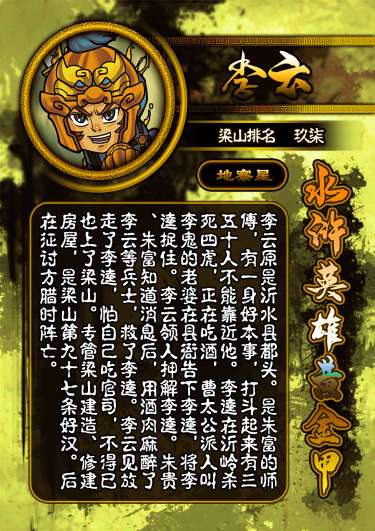 李云
梁山排名 玖柒
地察星
水浒英雄黄金甲
李云原是沂水县都头。是朱富的师
傅，有一身好本事，打斗起来有三
五十人不能靠近他。李逵在沂岭杀
死四虎，正在吃酒，曹太公派人叫
李鬼的老婆在县衙告下李逵，将李
逵捉住。李云领人押解李逵。朱贵
、朱富知道消息后，用酒肉麻醉了
李云等兵士，救了李逵。李云见放
走了李逵，怕自己吃官司，不得已
也上了梁山。专管梁山建造、修建
房屋，是梁山第九十七条好汉。后
在征讨方腊时阵亡。